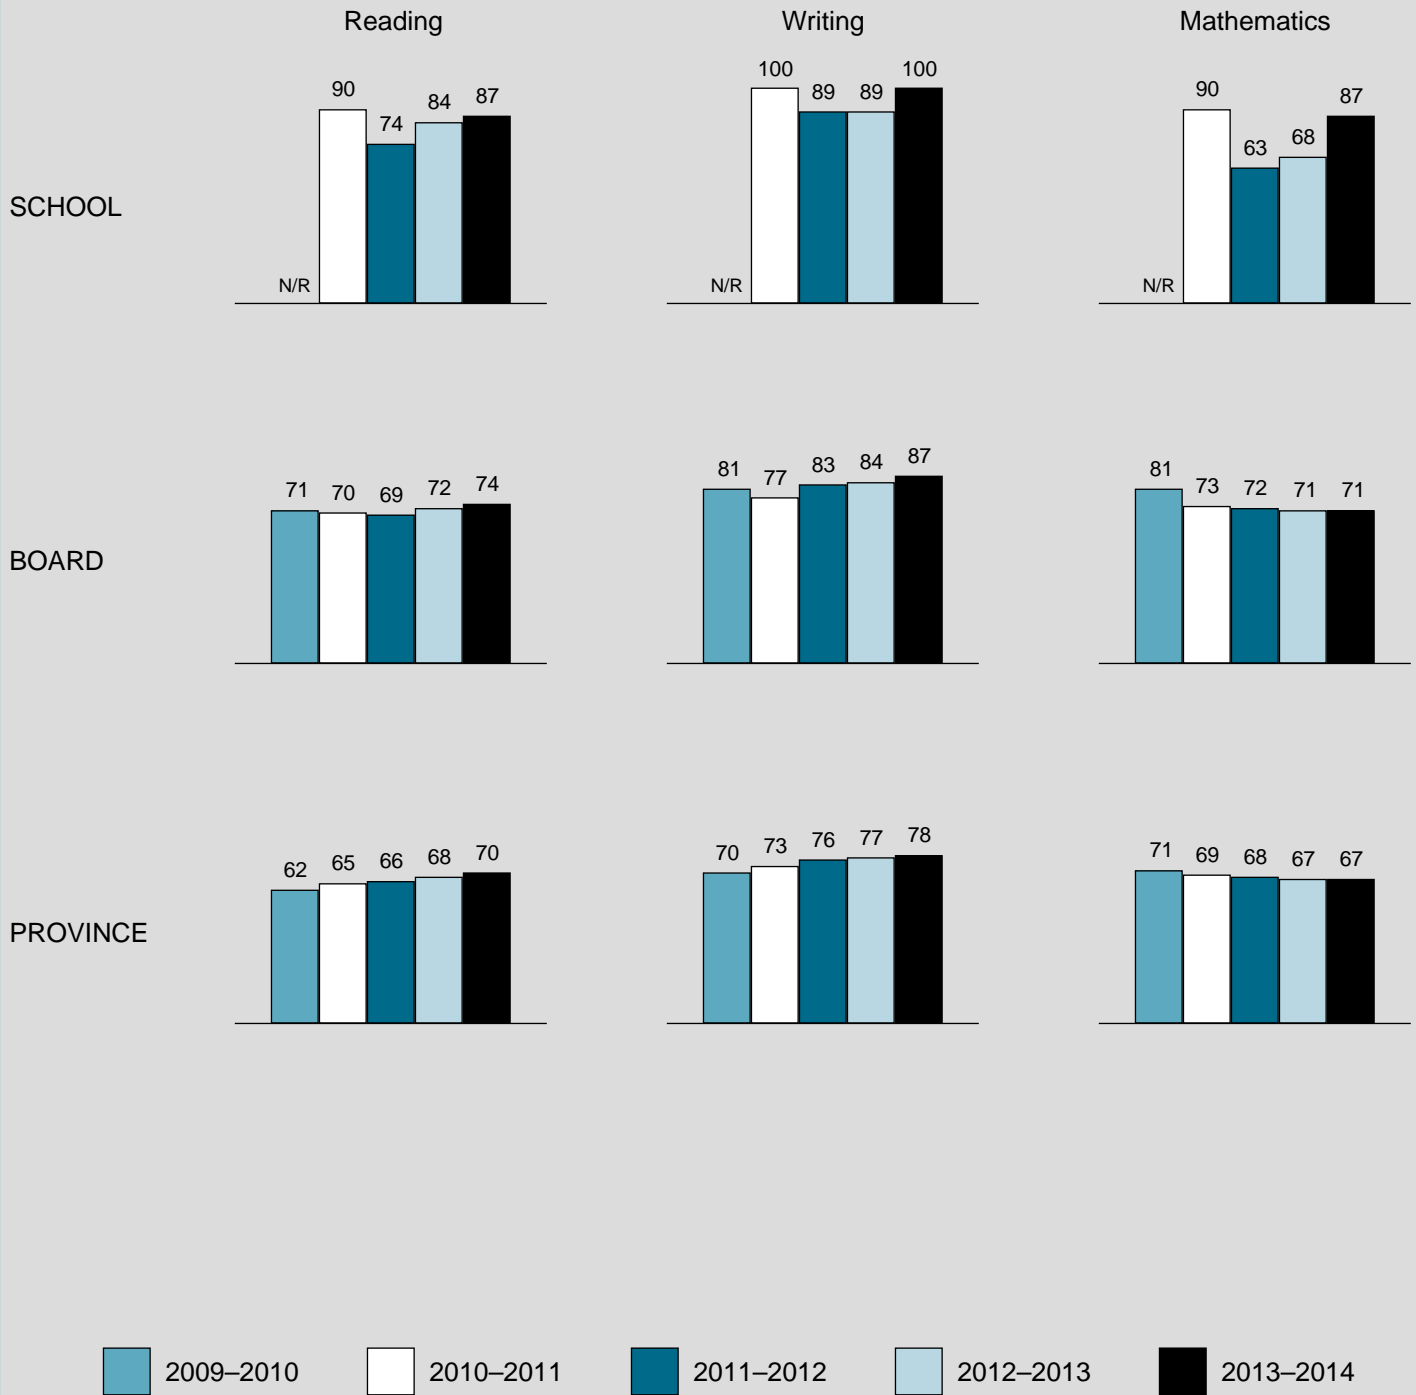 Reading Writing Mathematics
SCHOOL
N/R 90 74 84 87
N/R 100 89 89 100
N/R 90 63 68 87
BOARD
71 70 69 72 74
81 77 83 84 87
81 73 72 71 71
PROVINCE
62 65 66 68 70
70 73 76 77 78
71 69 68 67 67
2009–2010 2010–2011 2011–2012 2012–2013 2013–2014